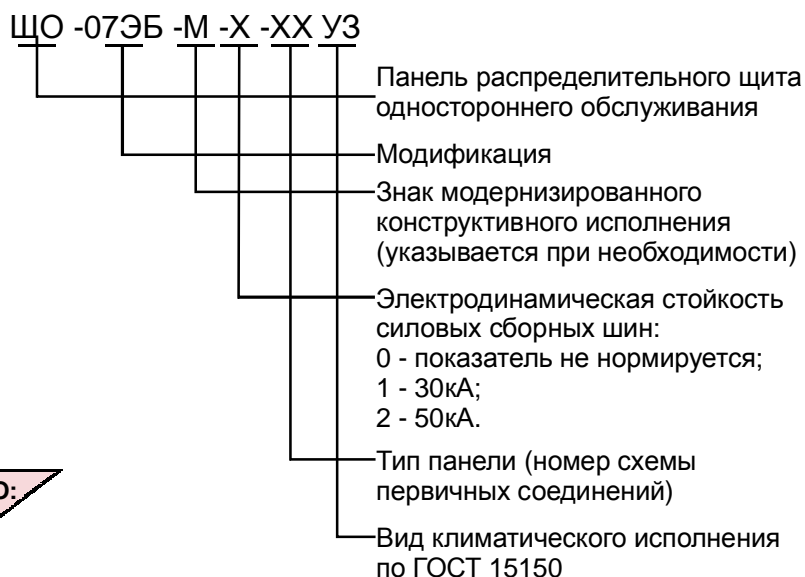 ЩО -07ЭБ -М -Х -ХХ УЗ
Панель распределительного щита
одностороннего обслуживания
Модификация
Знак модернизированного
конструктивного исполнения
(указывается при необходимости)
Электродинамическая стойкость
силовых сборных шин:
0 - показатель не нормируется;
1 - 30кА;
2 - 50кА.
Тип панели (номер схемы
первичных соединений)
Вид климатического исполнения
по ГОСТ 15150